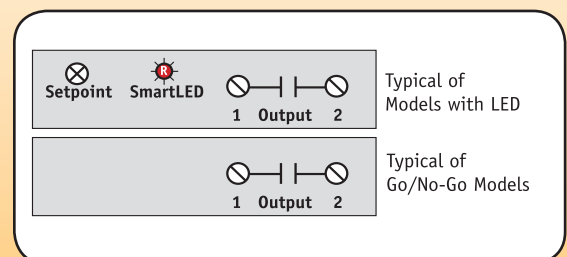 R
Setpoint SmartLED
1 Output 2
Typical of
Models with LED
1 Output 2
Typical of
Go/No-Go Models